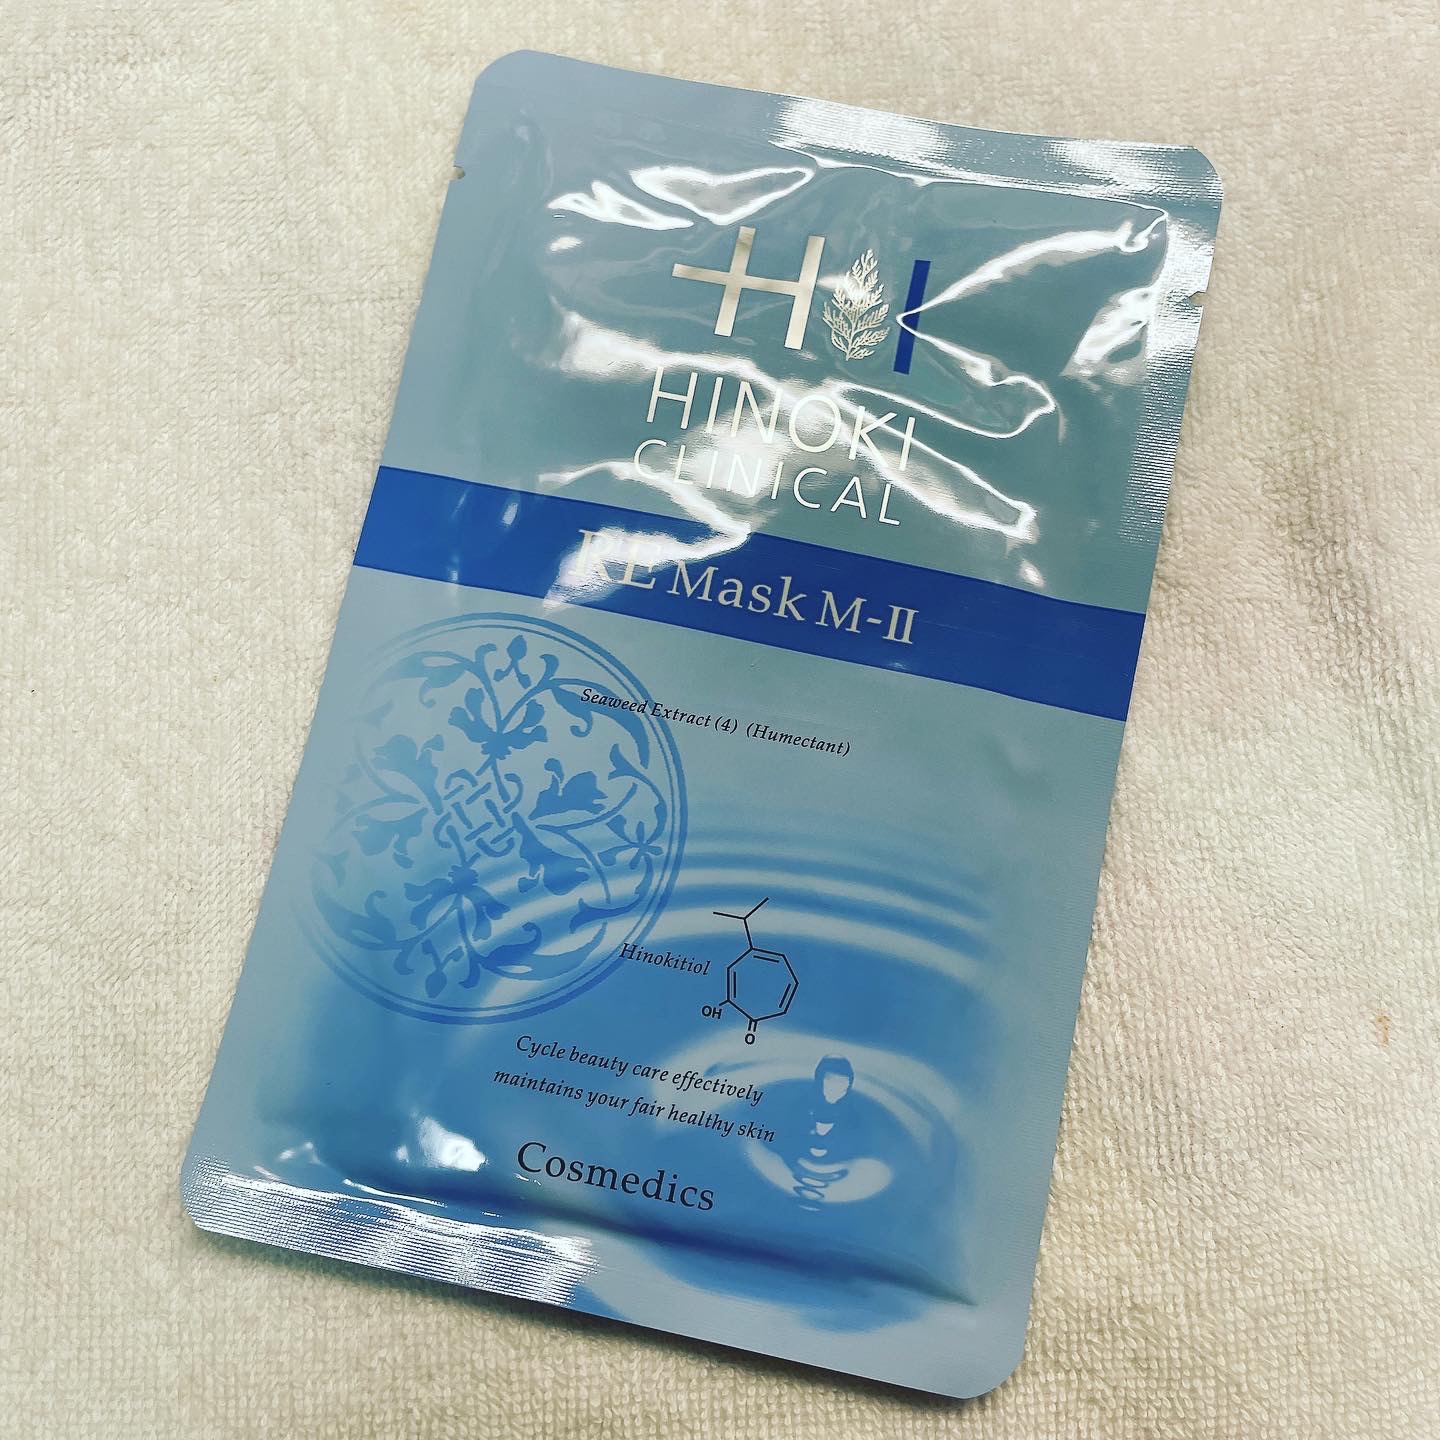 H I
HINOKI
CLINICAL
RE Mask M-II
Seaweed Extract (4) (Humectant)
Hinokitiol
OH
O
Cycle beauty care effectively
maintains your fair healthy skin
Cosmedics